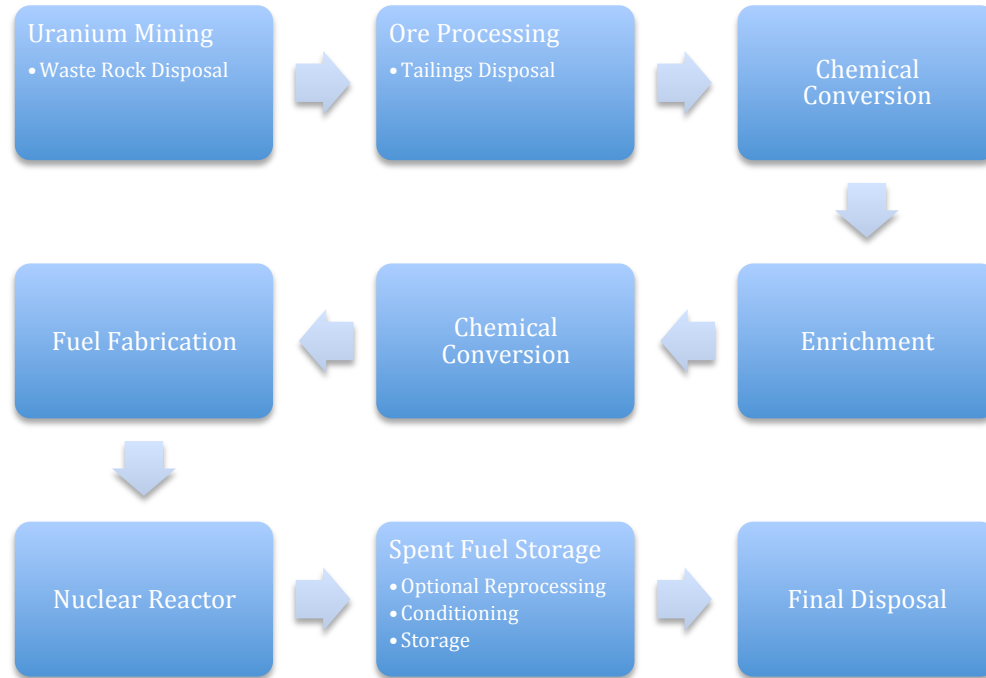 Uranium Mining
• Waste Rock Disposal
Ore Processing
• Tailings Disposal
Chemical
Conversion
Enrichment
Chemical
Conversion
Fuel Fabrication
Nuclear Reactor
Spent Fuel Storage
• Optional Reprocessing
• Conditioning
• Storage
Final Disposal